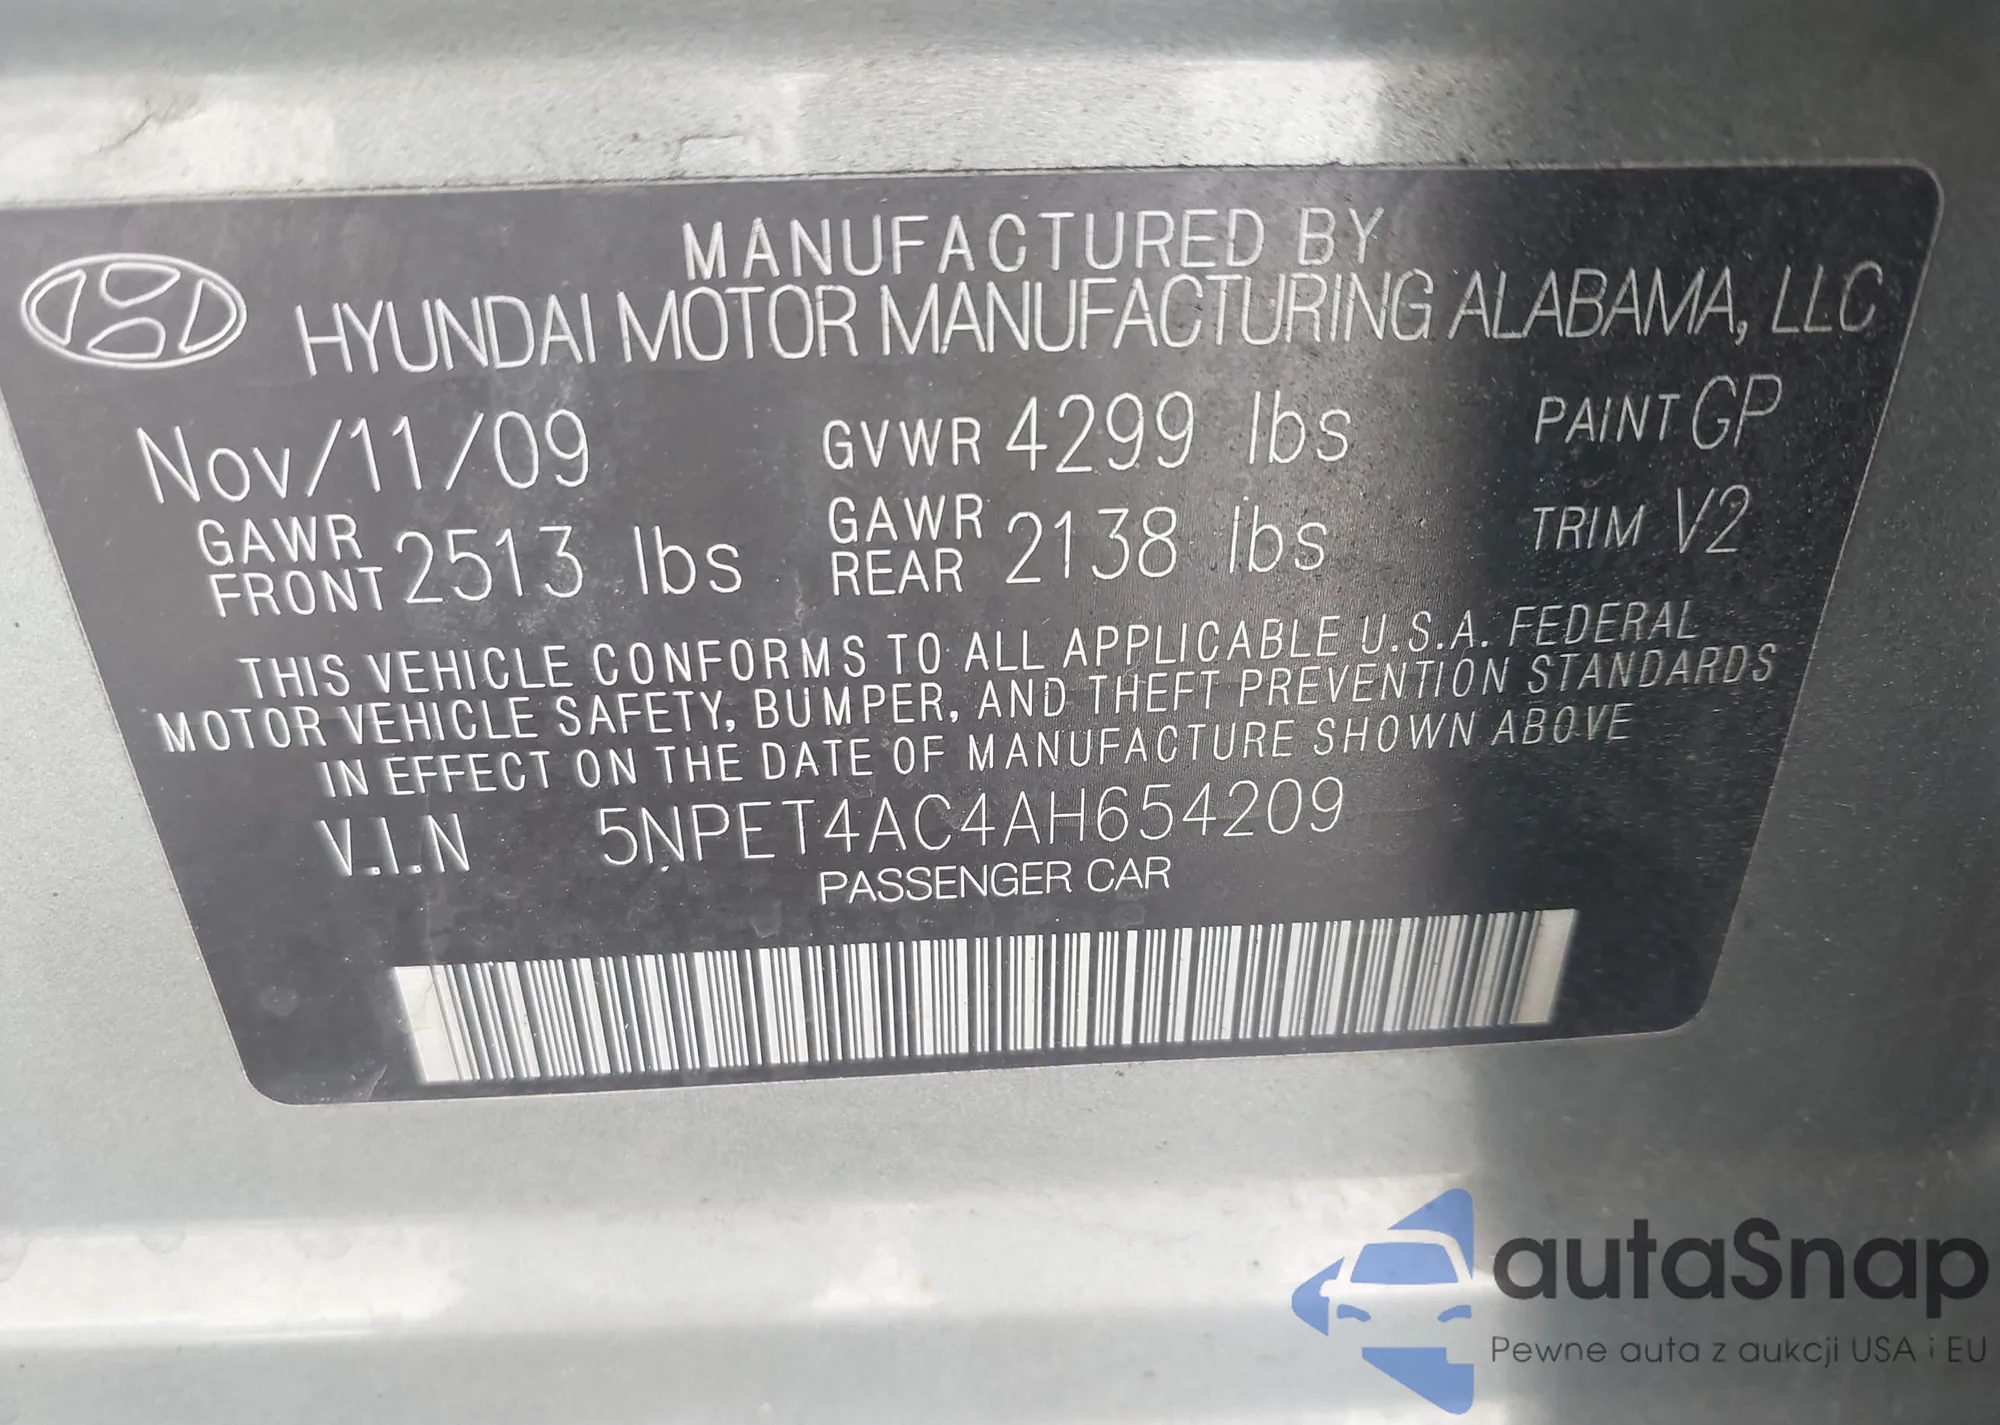 MANUFACTURED BY
HYUNDAI MOTOR MANUFACTURING ALABAMA, LLC
Nov/11/09 GVWR 4299 lbs PAINT GP
GAWR FRONT 2513 lbs GAWR REAR 2138 lbs TRIM V2
THIS VEHICLE CONFORMS TO ALL APPLICABLE U.S.A. FEDERAL
MOTOR VEHICLE SAFETY, BUMPER, AND THEFT PREVENTION STANDARDS
IN EFFECT ON THE DATE OF MANUFACTURE SHOWN ABOVE
V.I.N 5NPET4AC4AH654209
PASSENGER CAR
autaSnap
Pewne auta z aukcji USA i EU